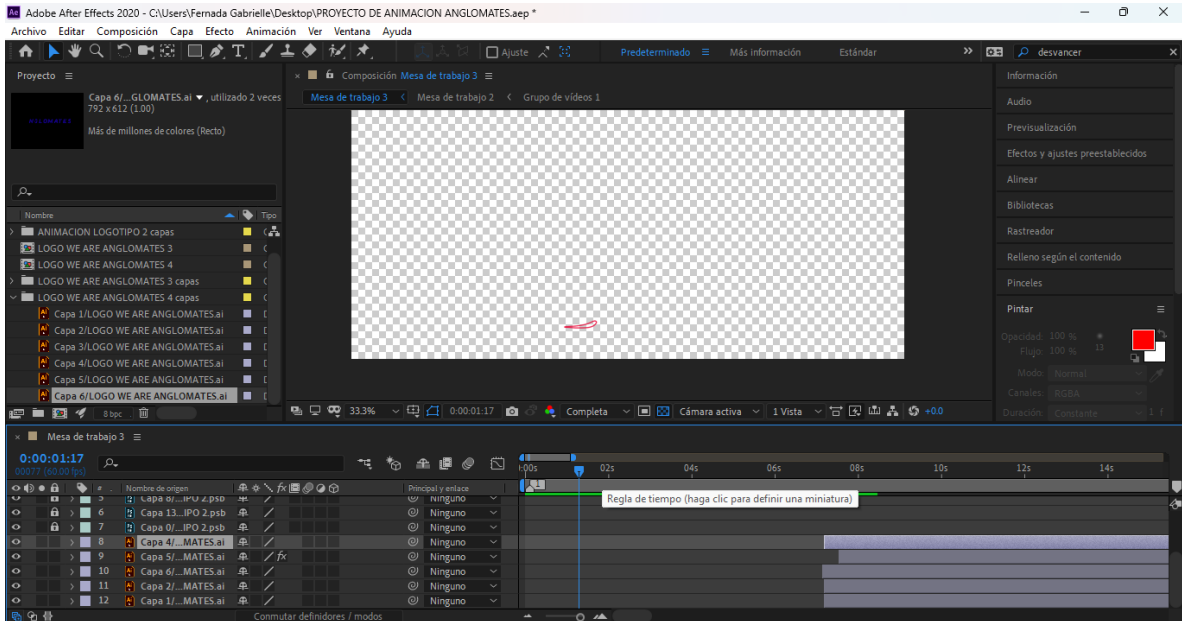 Ae Adobe After Effects 2020 - C:\Users\Fernada Gabrielle\Desktop\PROYECTO DE ANIMACION ANGLOMATES.aep *
Archivo Editar Composición Capa Efecto Animación Ver Ventana Ayuda
Ajuste Predeterminado Más información Estándar desvancer
Proyecto
Capa 6/...GLOMATES.ai , utilizado 2 veces
792 x 612 (1.00)
Más de millones de colores (Recto)
Nombre Tipo
ANIMACION LOGOTIPO 2 capas
LOGO WE ARE ANGLOMATES 3
LOGO WE ARE ANGLOMATES 4
LOGO WE ARE ANGLOMATES 3 capas
LOGO WE ARE ANGLOMATES 4 capas
Capa 1/LOGO WE ARE ANGLOMATES.ai
Capa 2/LOGO WE ARE ANGLOMATES.ai
Capa 3/LOGO WE ARE ANGLOMATES.ai
Capa 4/LOGO WE ARE ANGLOMATES.ai
Capa 5/LOGO WE ARE ANGLOMATES.ai
Capa 6/LOGO WE ARE ANGLOMATES.ai
8 bpc
Composición Mesa de trabajo 3
Mesa de trabajo 3 Mesa de trabajo 2 Grupo de vídeos 1
33.3% 0:00:01:17 Completa Cámara activa 1 Vista +0.0
Información
Audio
Previsualización
Efectos y ajustes preestablecidos
Alinear
Bibliotecas
Rastreador
Relleno según el contenido
Pinceles
Pintar
Opacidad: 100 %
Flujo: 100 % 13
Modo: Normal
Canales: RGBA
Duración: Constante 1 f
Mesa de trabajo 3
0:00:01:17
00077 (60.00 fps)
# Nombre de origen Principal y enlace
:00s 02s 04s 06s 08s 10s 12s 14s
1
Regla de tiempo (haga clic para definir una miniatura)
5 Capa 8/...IPO 2.psb Ninguno
6 Capa 13...IPO 2.psb Ninguno
7 Capa 0/...IPO 2.psb Ninguno
8 Capa 4/...MATES.ai Ninguno
9 Capa 5/...MATES.ai fx Ninguno
10 Capa 6/...MATES.ai Ninguno
11 Capa 2/...MATES.ai Ninguno
12 Capa 1/...MATES.ai Ninguno
Conmutar definidores / modos